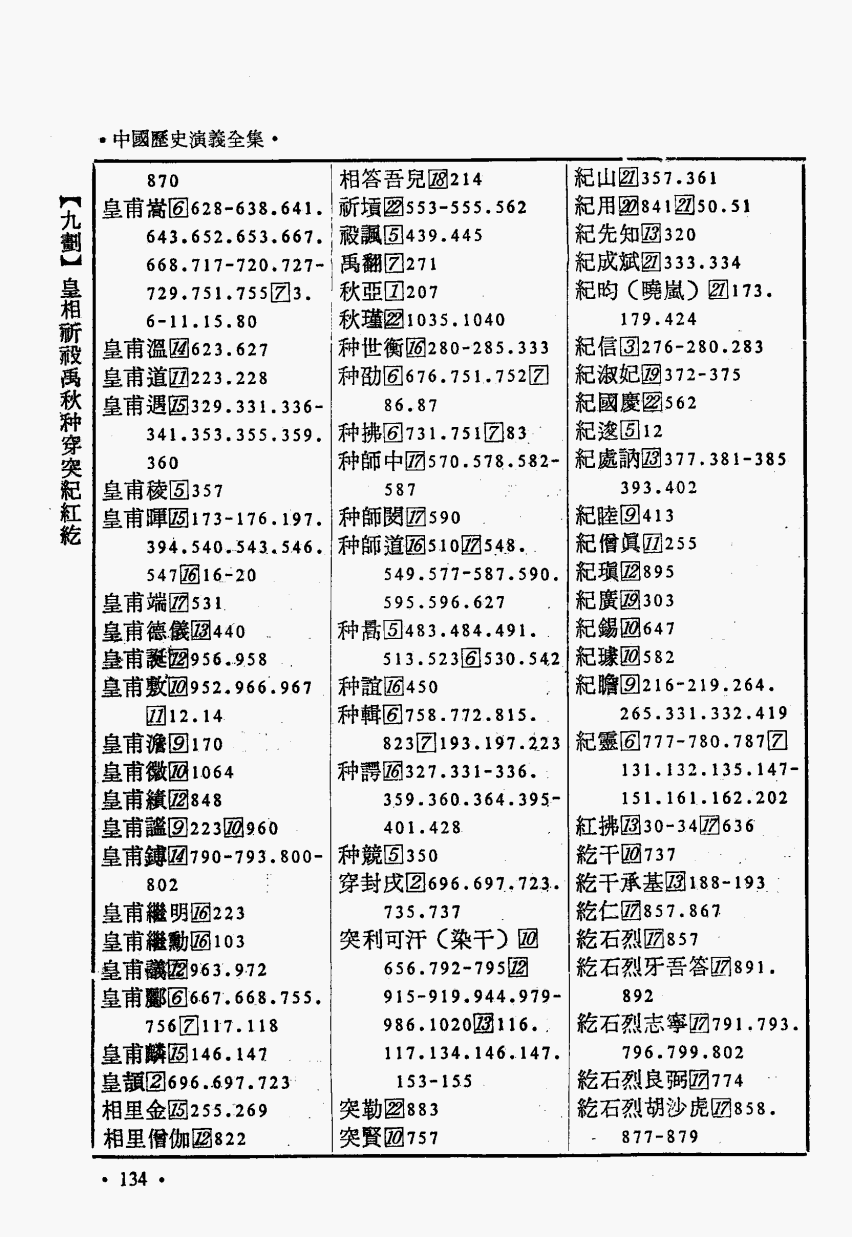 •中國歷史演義全集•
【九劃】皇相祈祋禹秋种穿突紀紅紇
870
皇甫嵩⑥628-638.641.
643.652.653.667.
668.717-720.727-
729.751.755⑦3.
6-11.15.80
皇甫溫⑭623.627
皇甫道⑪223.228
皇甫遇⑮329.331.336-
341.353.355.359.
360
皇甫稜⑤357
皇甫暉⑮173-176.197.
394.540.543.546.
547⑯16-20
皇甫端⑰531
皇甫德儀⑬440
皇甫誕⑫956.958
皇甫敷⑩952.966.967
⑪12.14
皇甫澹⑨170
皇甫徽⑩1064
皇甫績⑫848
皇甫謐⑨223⑩960
皇甫鎛⑭790-793.800-
802
皇甫繼明⑯223
皇甫繼勳⑯103
皇甫議⑫963.972
皇甫酈⑥667.668.755.
756⑦117.118
皇甫麟⑮146.147
皇頡②696.697.723
相里金⑮255.269
相里僧伽⑫822
相答吾兒⑱214
祈墳㉒553-555.562
祋諷⑤439.445
禹翻⑦271
秋亞①207
秋瑾㉒1035.1040
种世衡⑯280-285.333
种劭⑥676.751.752⑦
86.87
种拂⑥731.751⑦83
种師中⑰570.578.582-
587
种師閔⑰590
种師道⑯510⑰548.
549.577-587.590.
595.596.627
种暠⑤483.484.491.
513.523⑥530.542
种誼⑯450
种輯⑥758.772.815.
823⑦193.197.223
种諤⑯327.331-336.
359.360.364.395-
401.428
种競⑤350
穿封戌②696.697.723.
735.737
突利可汗（染干）⑩
656.792-795⑫
915-919.944.979-
986.1020⑬116.
117.134.146.147.
153-155
突勒㉒883
突賢⑩757
紀山㉑357.361
紀用⑳841㉑50.51
紀先知⑬320
紀成斌㉑333.334
紀昀（曉嵐）㉑173.
179.424
紀信③276-280.283
紀淑妃⑲372-375
紀國慶㉒562
紀逡⑤12
紀處訥⑬377.381-385
393.402
紀陸⑨413
紀僧眞⑪255
紀瑱⑫895
紀廣⑲303
紀錫⑩647
紀璩⑩582
紀瞻⑨216-219.264.
265.331.332.419
紀靈⑥777-780.787⑦
131.132.135.147-
151.161.162.202
紅拂⑬30-34⑰636
紇干⑩737
紇干承基⑬188-193
紇仁⑰857.867
紇石烈⑰857
紇石烈牙吾答⑰891.
892
紇石烈志寧⑰791.793.
796.799.802
紇石烈良弼⑰774
紇石烈胡沙虎⑰858.
877-879
•134•